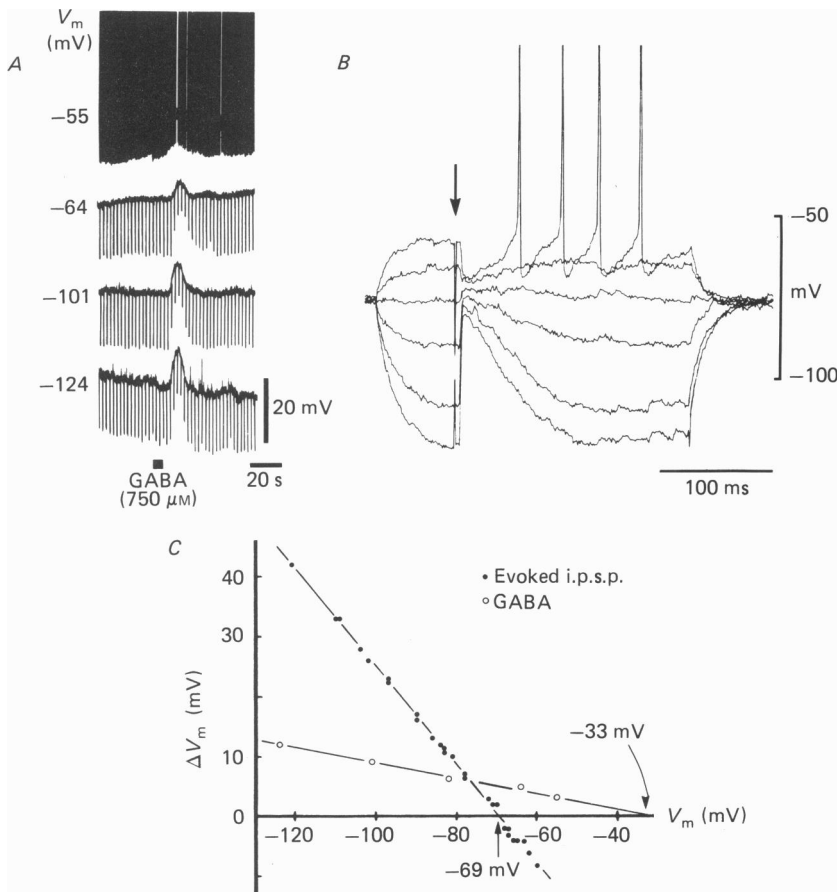 A
V_m
(mV)
−55
−64
−101
−124
20 mV
GABA
(750 μM)
20 s
B
−50
mV
−100
100 ms
C
ΔV_m (mV)
40
30
20
10
0
−120
−100
−80
−60
−40
V_m (mV)
Evoked i.p.s.p.
GABA
−33 mV
−69 mV